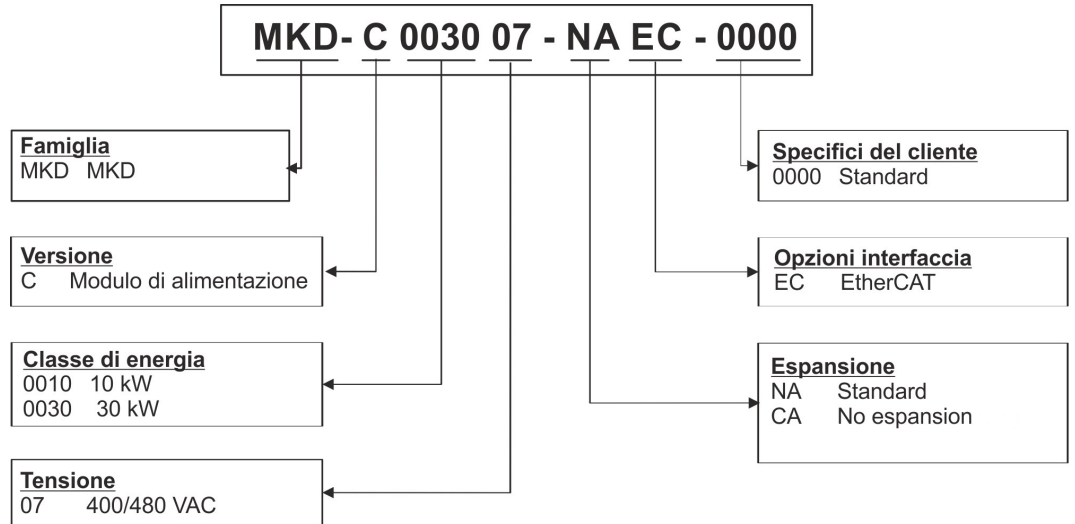 MKD- C 0030 07 - NA EC - 0000
Famiglia
MKD MKD
Versione
C Modulo di alimentazione
Classe di energia
0010 10 kW
0030 30 kW
Tensione
07 400/480 VAC
Specifici del cliente
0000 Standard
Opzioni interfaccia
EC EtherCAT
Espansione
NA Standard
CA No espansion